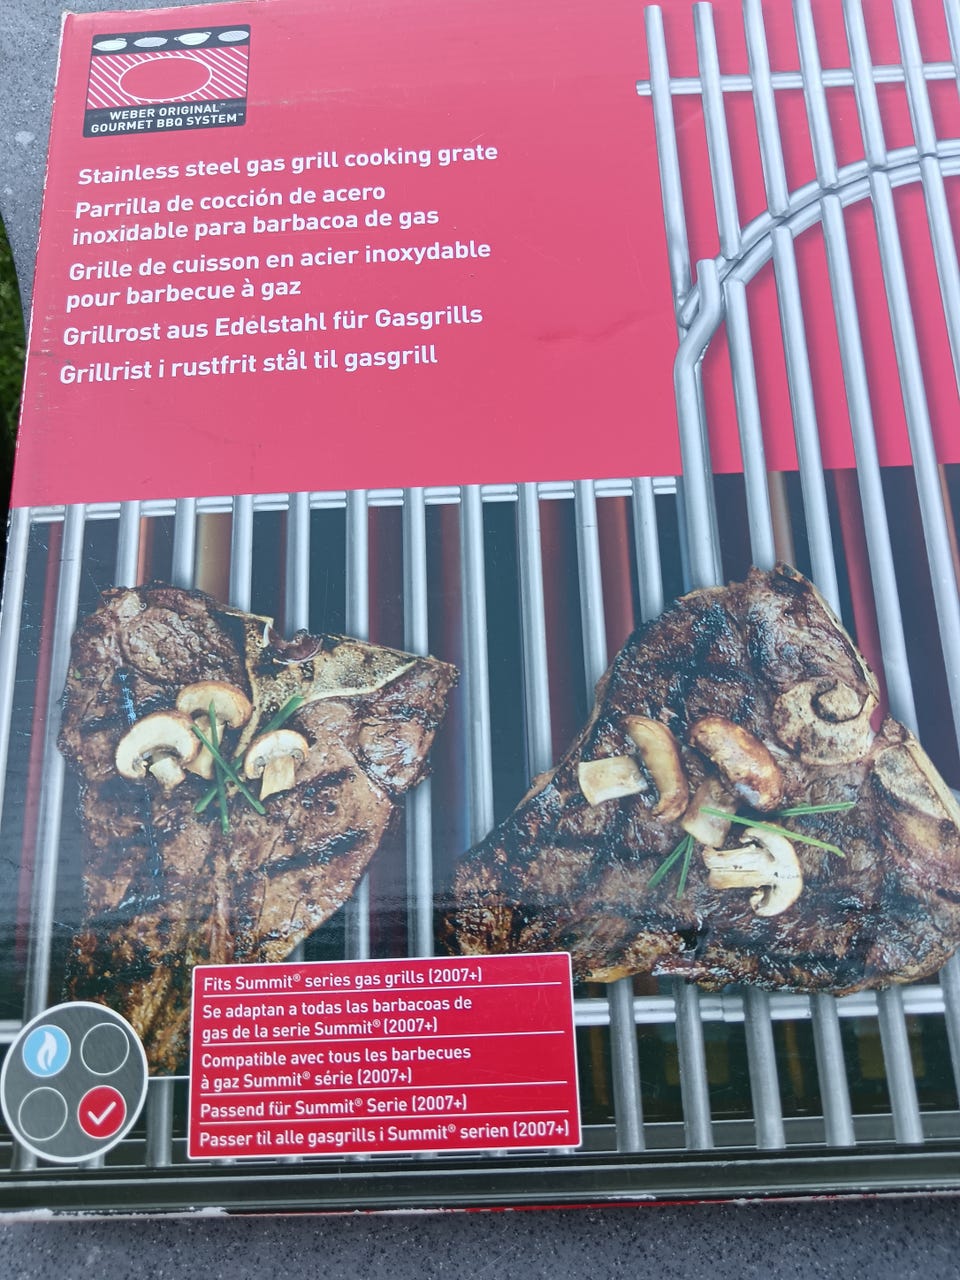 WEBER ORIGINAL™
GOURMET BBQ SYSTEM™
Stainless steel gas grill cooking grate
Parrilla de cocción de acero
inoxidable para barbacoa de gas
Grille de cuisson en acier inoxydable
pour barbecue à gaz
Grillrost aus Edelstahl für Gasgrills
Grillrist i rustfrit stål til gasgrill
Fits Summit® series gas grills (2007+)
Se adaptan a todas las barbacoas de
gas de la serie Summit® (2007+)
Compatible avec tous les barbecues
à gaz Summit® série (2007+)
Passend für Summit® Serie (2007+)
Passer til alle gasgrills i Summit® serien (2007+)